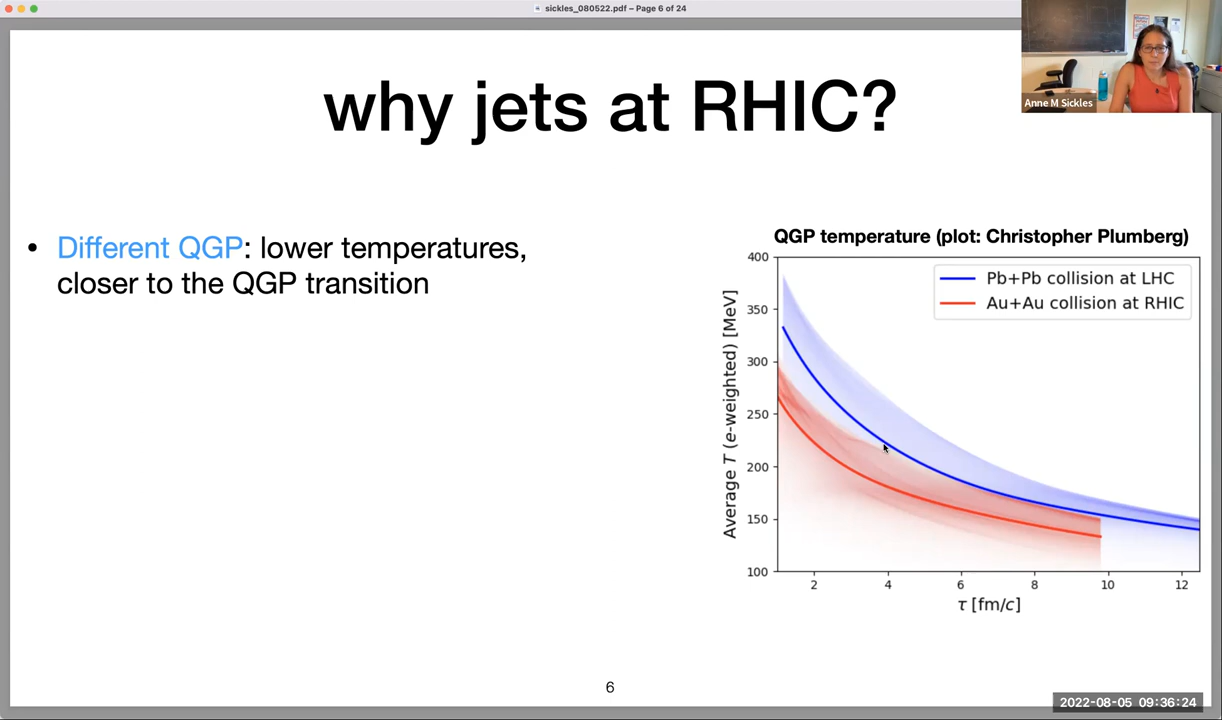 sickles_080522.pdf – Page 6 of 24
Anne M Sickles
why jets at RHIC?
• Different QGP: lower temperatures,
closer to the QGP transition
QGP temperature (plot: Christopher Plumberg)
Pb+Pb collision at LHC
Au+Au collision at RHIC
Average T (e-weighted) [MeV]
400
350
300
250
200
150
100
2 4 6 8 10 12
τ [fm/c]
6
2022-08-05 09:36:24